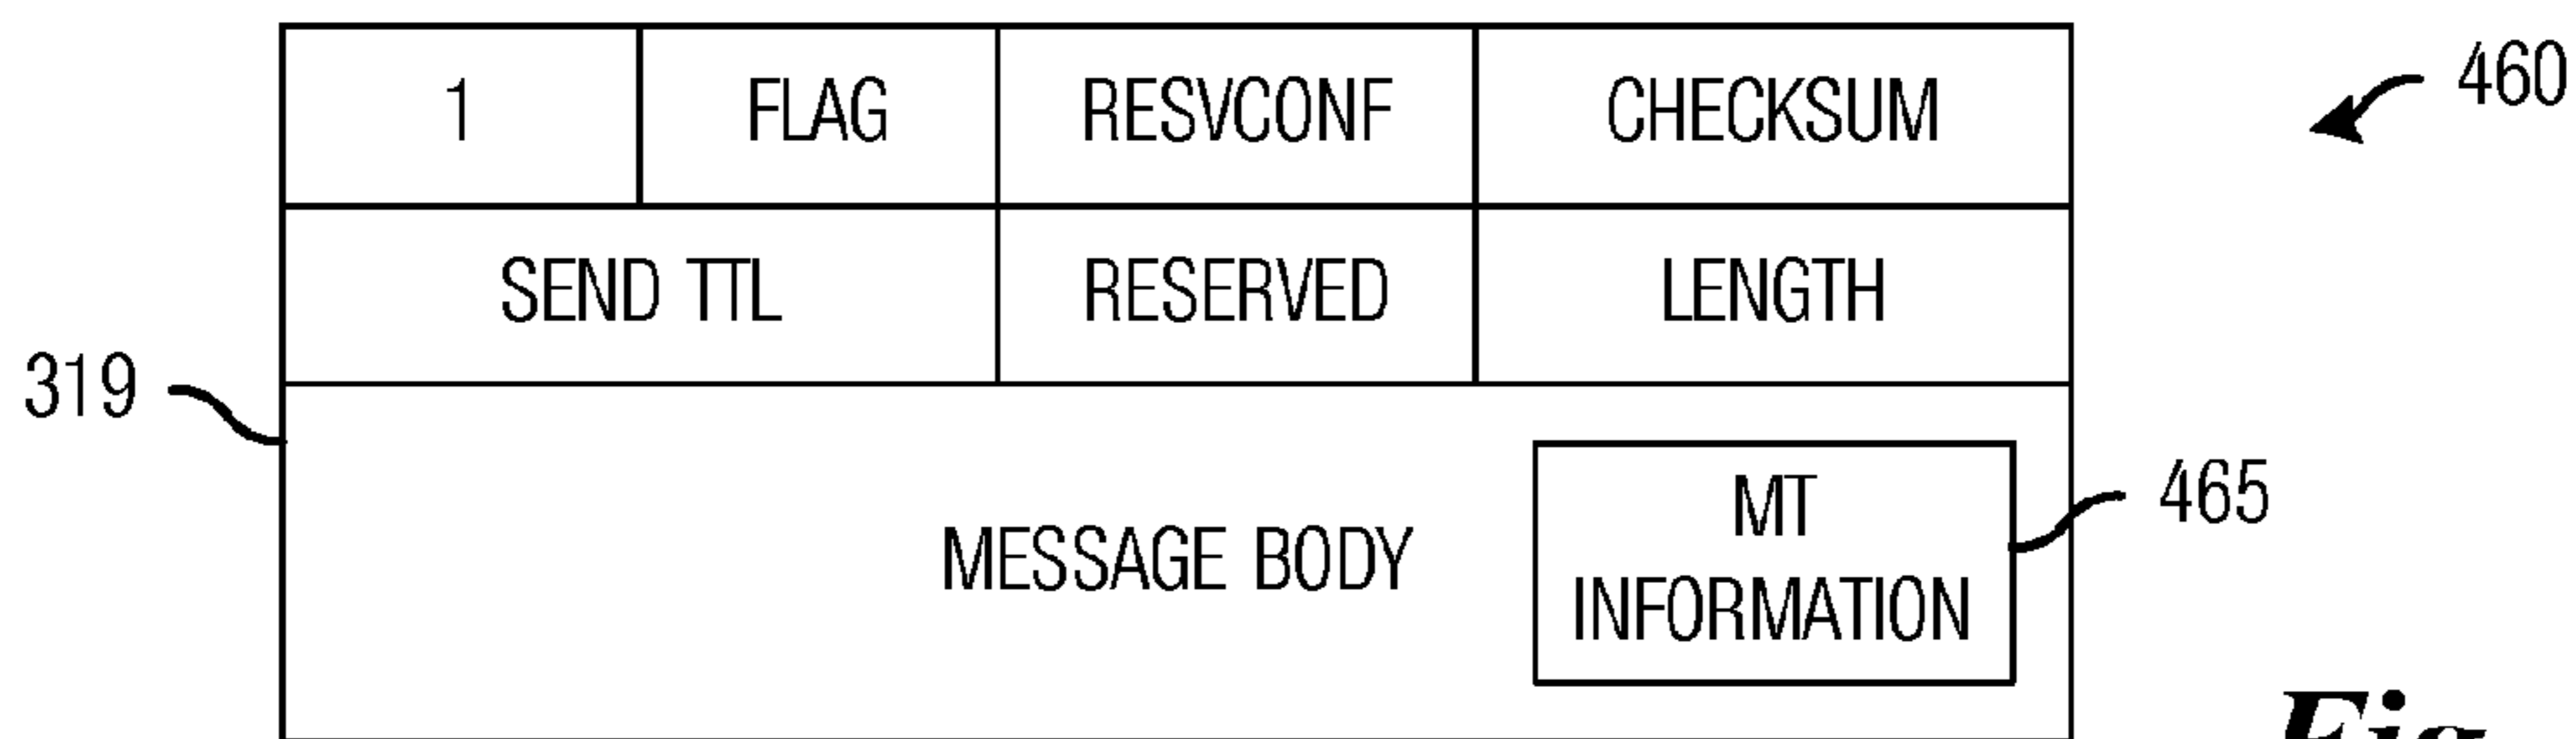 1 FLAG RESVCONF CHECKSUM 460
SEND TTL RESERVED LENGTH
319
MT
465
MESSAGE BODY
INFORMATION